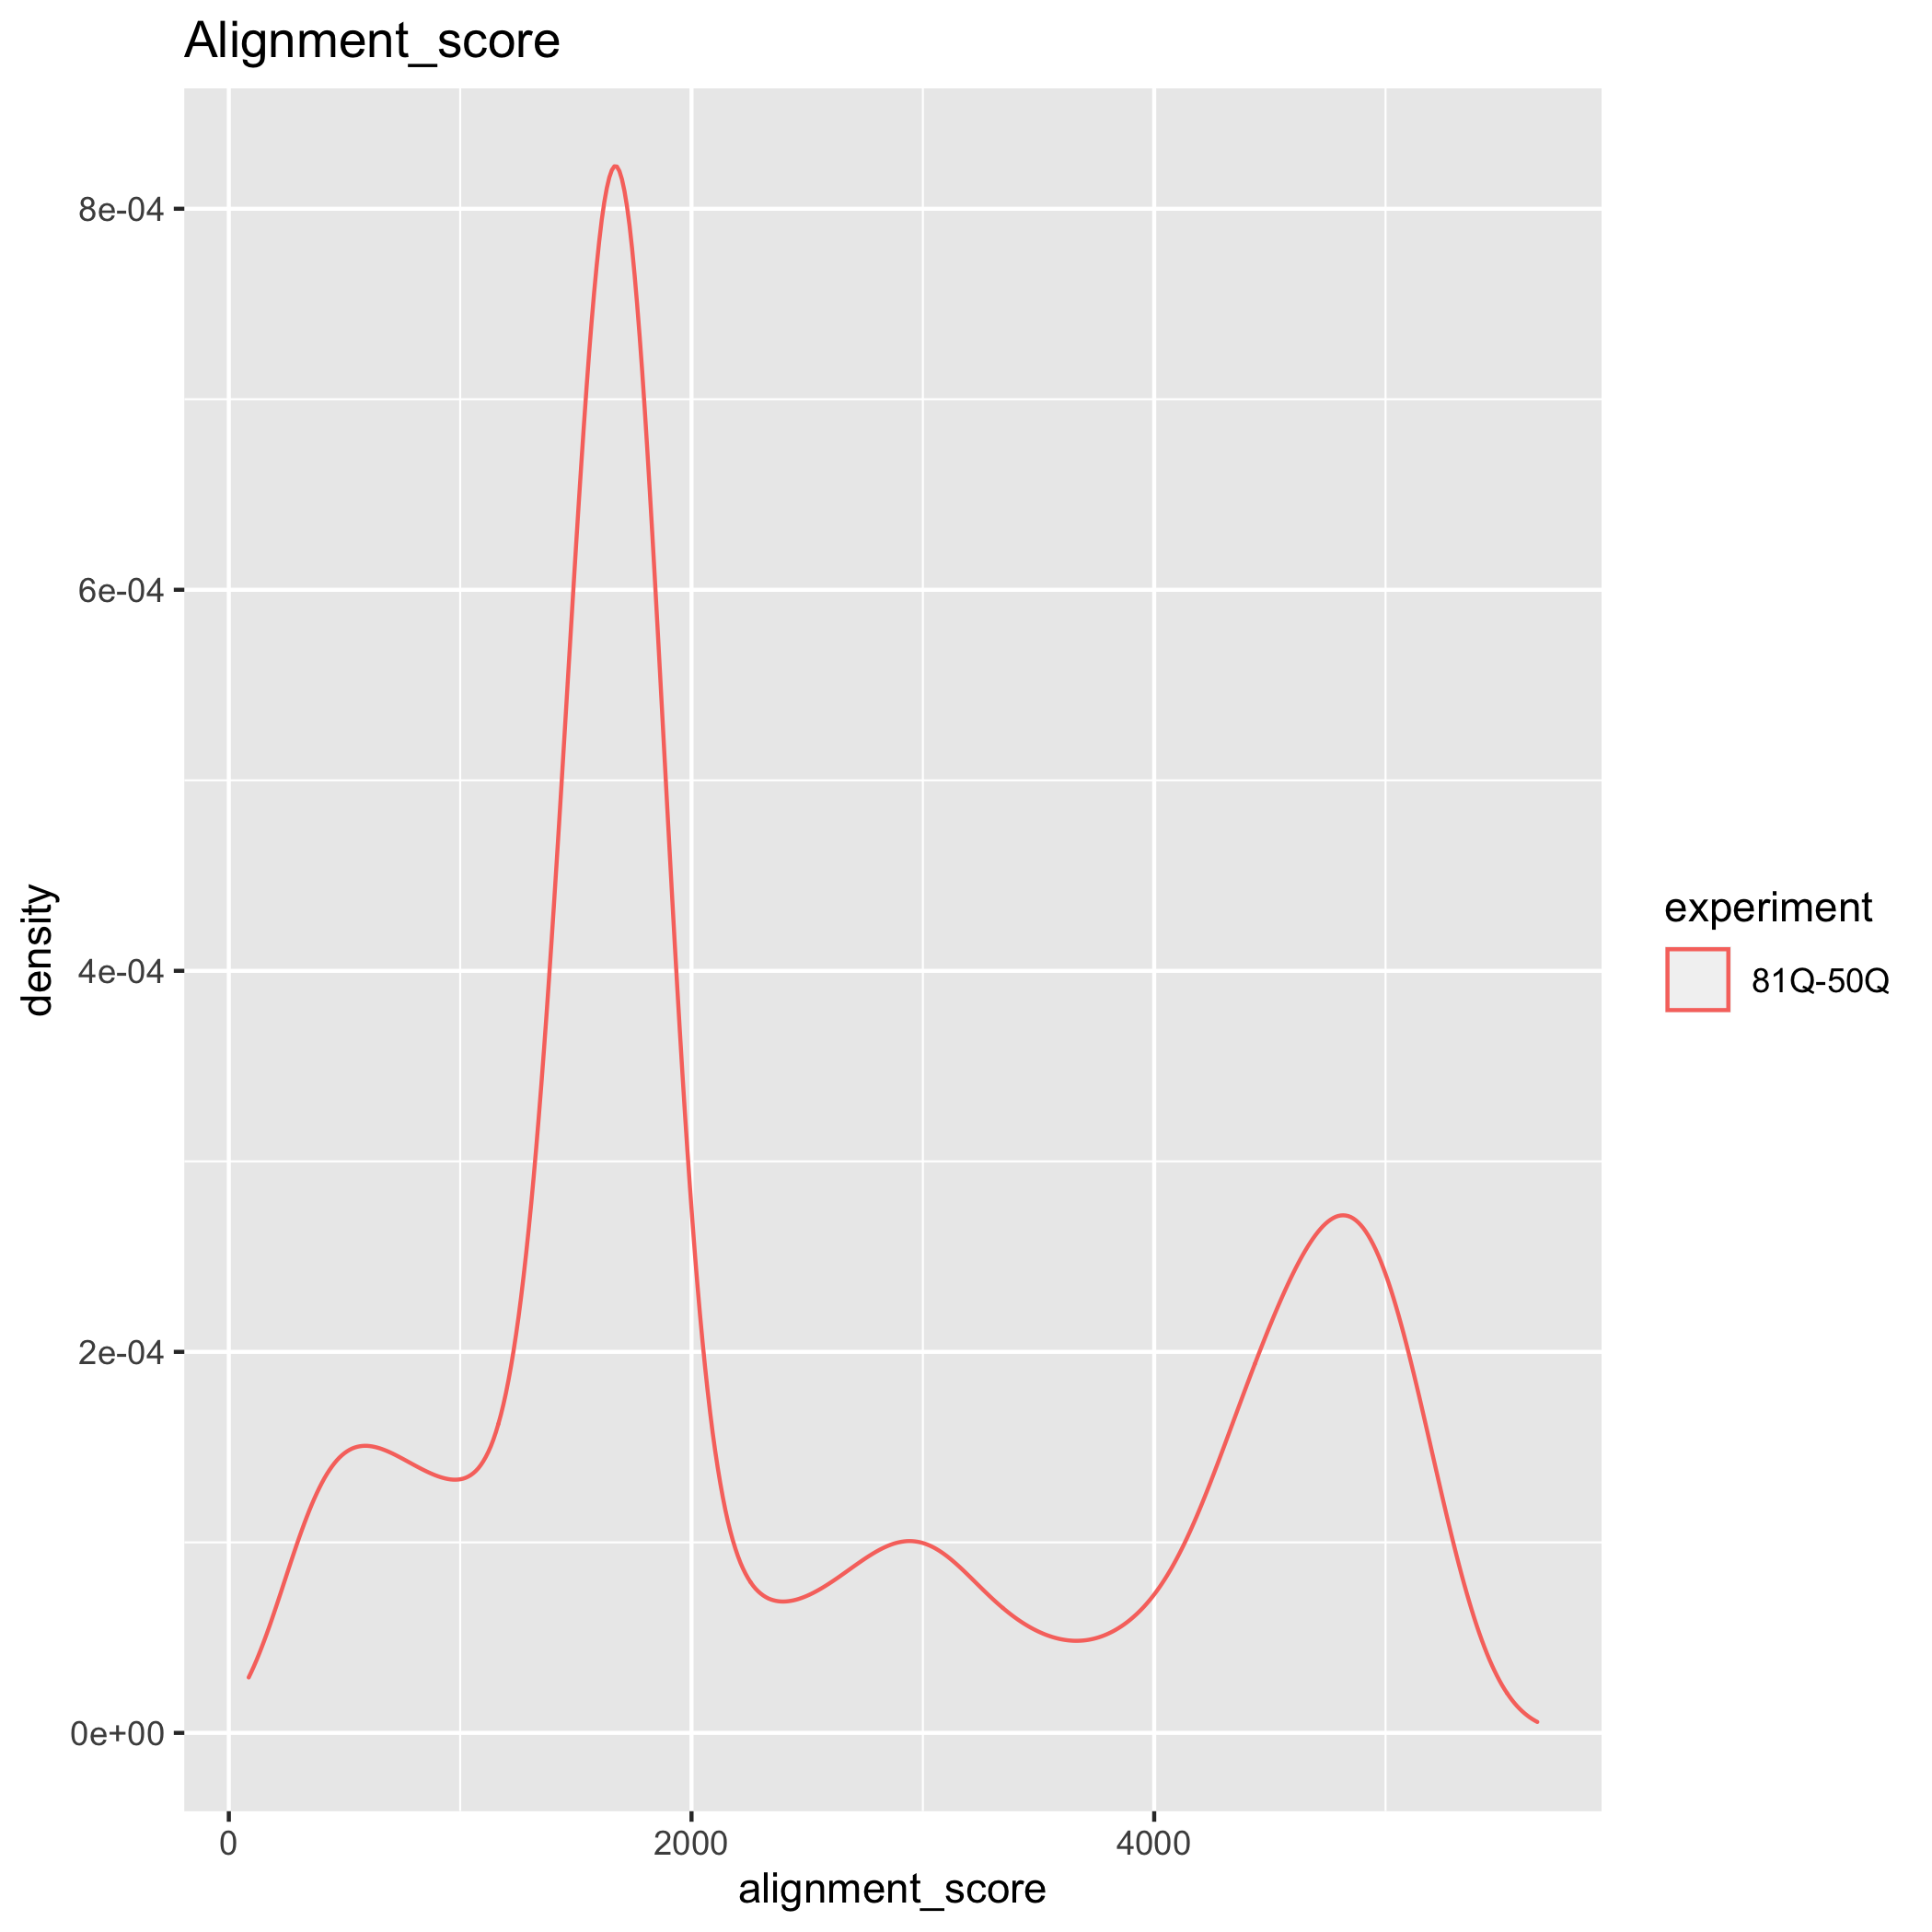 Alignment_score
8e-04
6e-04
4e-04
2e-04
0e+00
density
0
2000
4000
alignment_score
experiment
81Q-50Q